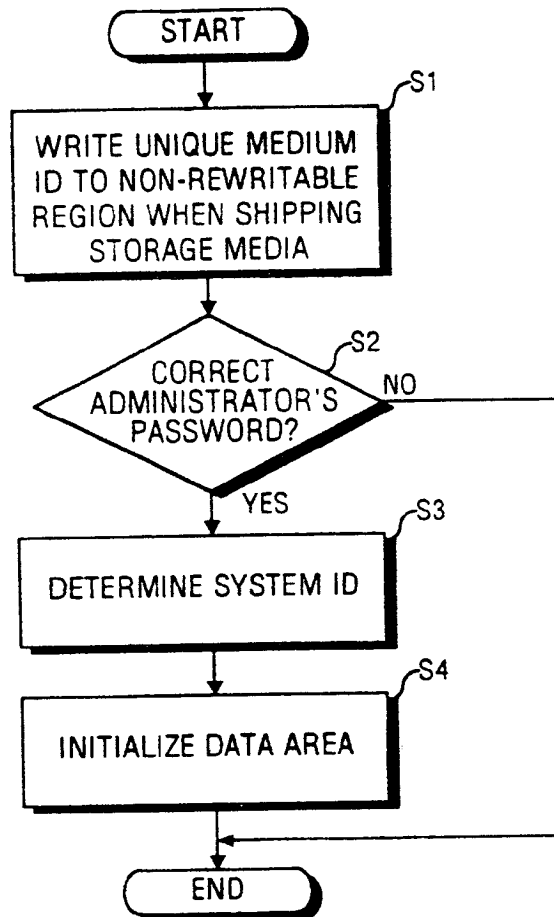 START
S1
WRITE UNIQUE MEDIUM
ID TO NON-REWRITABLE
REGION WHEN SHIPPING
STORAGE MEDIA
S2
CORRECT
ADMINISTRATOR'S
PASSWORD?
NO
YES
S3
DETERMINE SYSTEM ID
S4
INITIALIZE DATA AREA
END